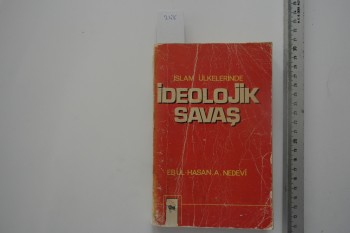 İSLAM ÜLKELERİNDE
İDEOLOJİK
SAVAŞ
EBU'L-HASAN A. NEDEVİ